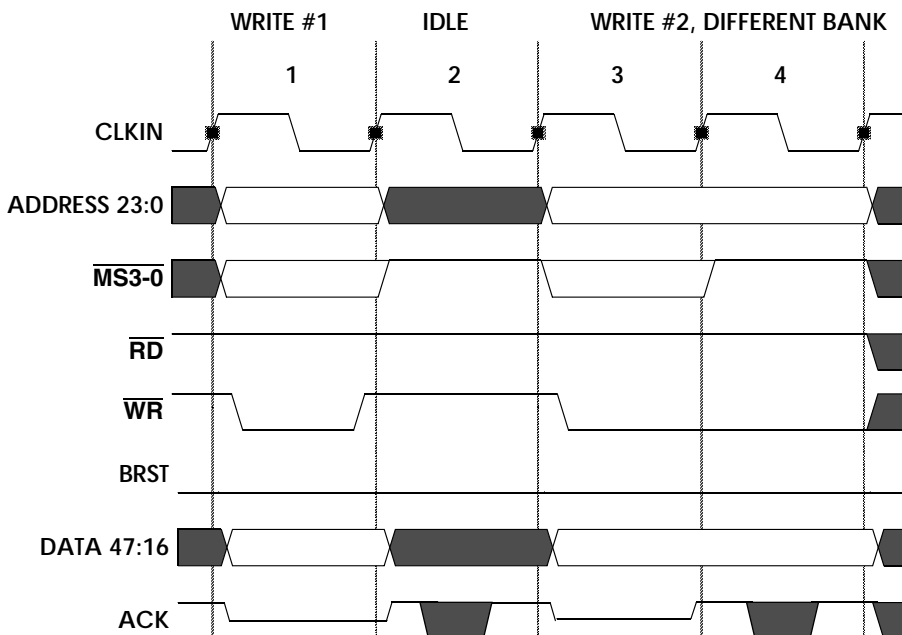 WRITE #1 IDLE WRITE #2, DIFFERENT BANK
1 2 3 4
CLKIN
ADDRESS 23:0
MS3-0
RD
WR
BRST
DATA 47:16
ACK